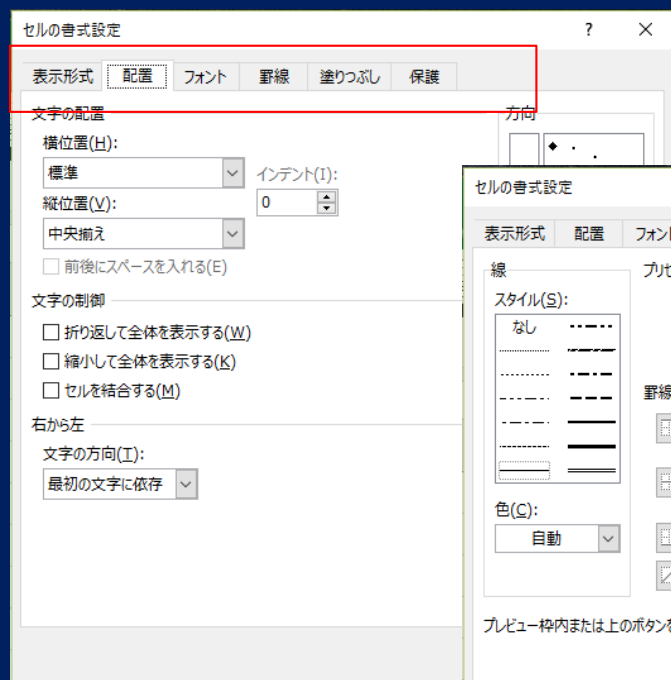 セルの書式設定
表示形式 配置 フォント 罫線 塗りつぶし 保護
文字の配置
横位置(H):
標準
インデント(I):
縦位置(V):
0
中央揃え
前後にスペースを入れる(E)
文字の制御
折り返して全体を表示する(W)
縮小して全体を表示する(K)
セルを結合する(M)
右から左
文字の方向(T):
最初の文字に依存
方向
セルの書式設定
表示形式 配置 フォント
線
プリセ
スタイル(S):
なし
罫線
色(C):
自動
プレビュー枠内または上のボタンを